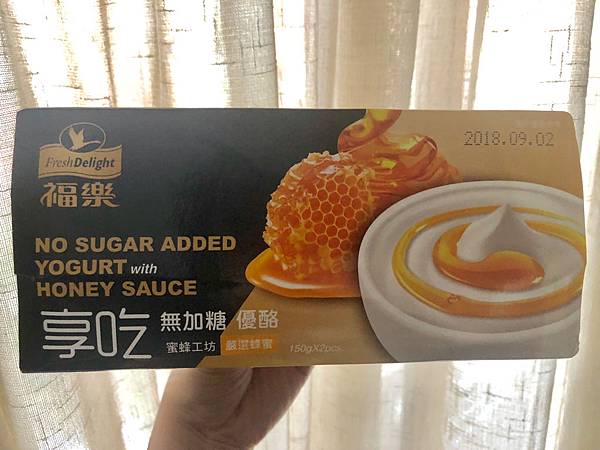 2018.09.02
FreshDelight
福樂
NO SUGAR ADDED
YOGURT with
HONEY SAUCE
享吃 無加糖 優酪
蜜蜂工坊 嚴選蜂蜜
150gX2pcs.